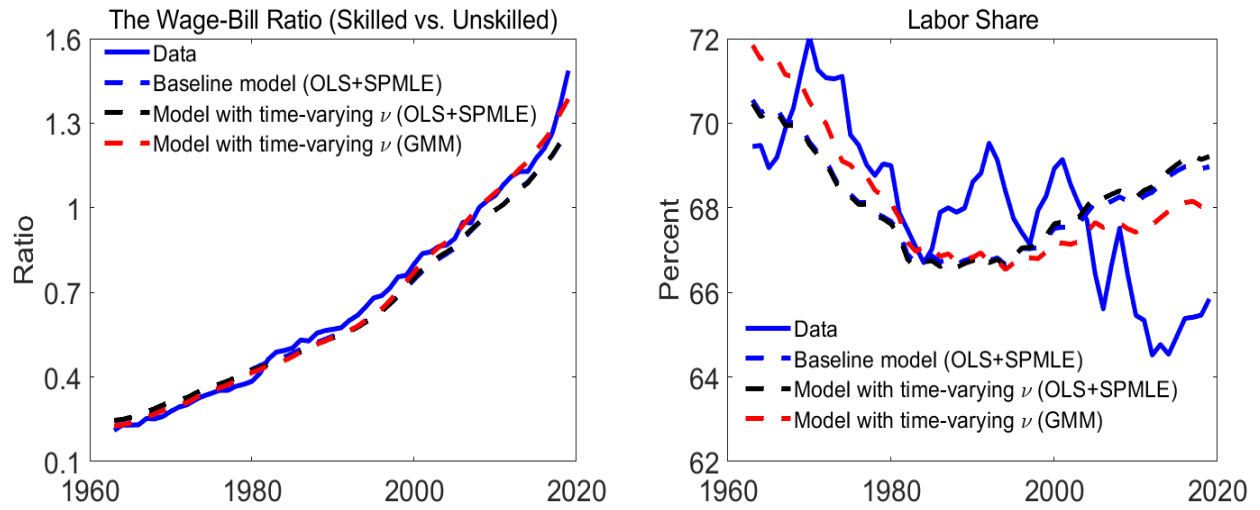 The Wage-Bill Ratio (Skilled vs. Unskilled)
1.6
1.3
1
0.7
0.4
0.1
Ratio
Data
Baseline model (OLS+SPMLE)
Model with time-varying ν (OLS+SPMLE)
Model with time-varying ν (GMM)
1960
1980
2000
2020
Labor Share
72
70
68
66
64
62
Percent
Data
Baseline model (OLS+SPMLE)
Model with time-varying ν (OLS+SPMLE)
Model with time-varying ν (GMM)
1960
1980
2000
2020